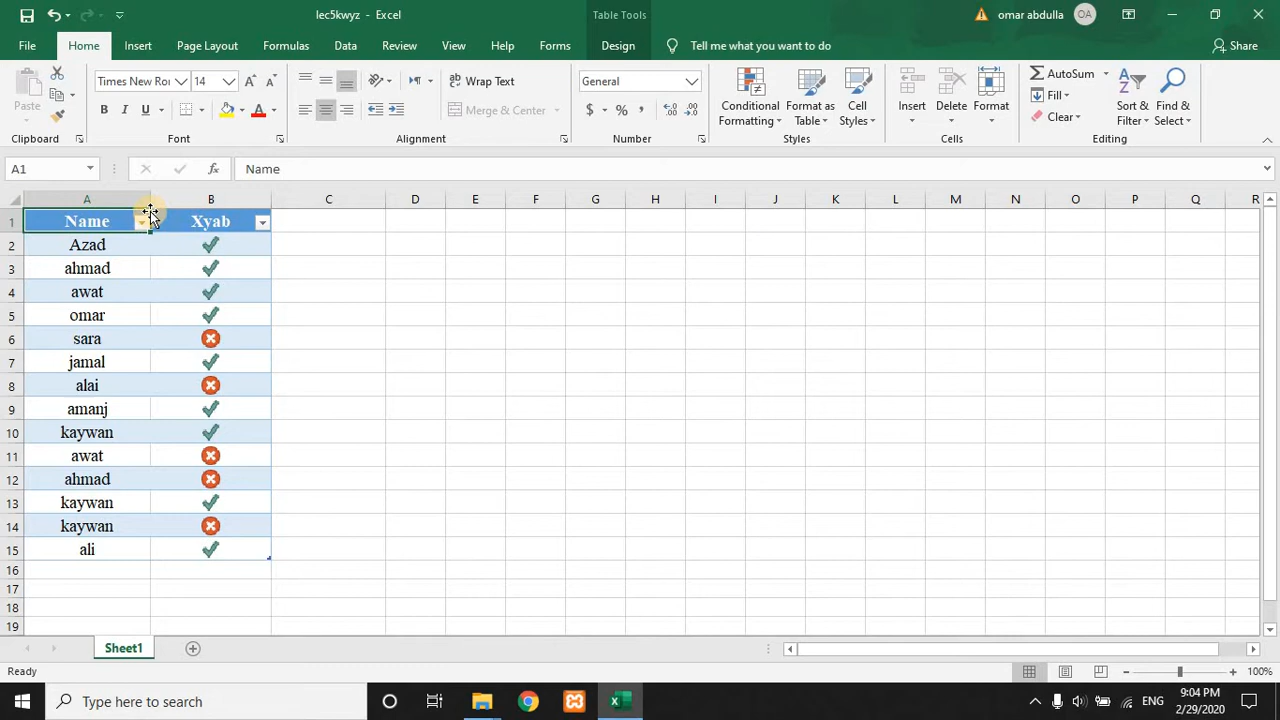 lec5kwyz - Excel
Table Tools
omar abdulla
OA
File
Home
Insert
Page Layout
Formulas
Data
Review
View
Help
Forms
Design
Tell me what you want to do
Share
Paste
Clipboard
Times New Ro
14
B I U
Font
Wrap Text
Merge & Center
Alignment
General
$ % ,
Number
Conditional Formatting
Format as Table
Cell Styles
Styles
Insert
Delete
Format
Cells
AutoSum
Fill
Clear
Sort & Filter
Find & Select
Editing
A1
fx
Name
A B C D E F G H I J K L M N O P Q R
1 Name Xyab
2 Azad
3 ahmad
4 awat
5 omar
6 sara
7 jamal
8 alai
9 amanj
10 kaywan
11 awat
12 ahmad
13 kaywan
14 kaywan
15 ali
16
17
18
19
Sheet1
Ready
100%
Type here to search
ENG
9:04 PM
2/29/2020